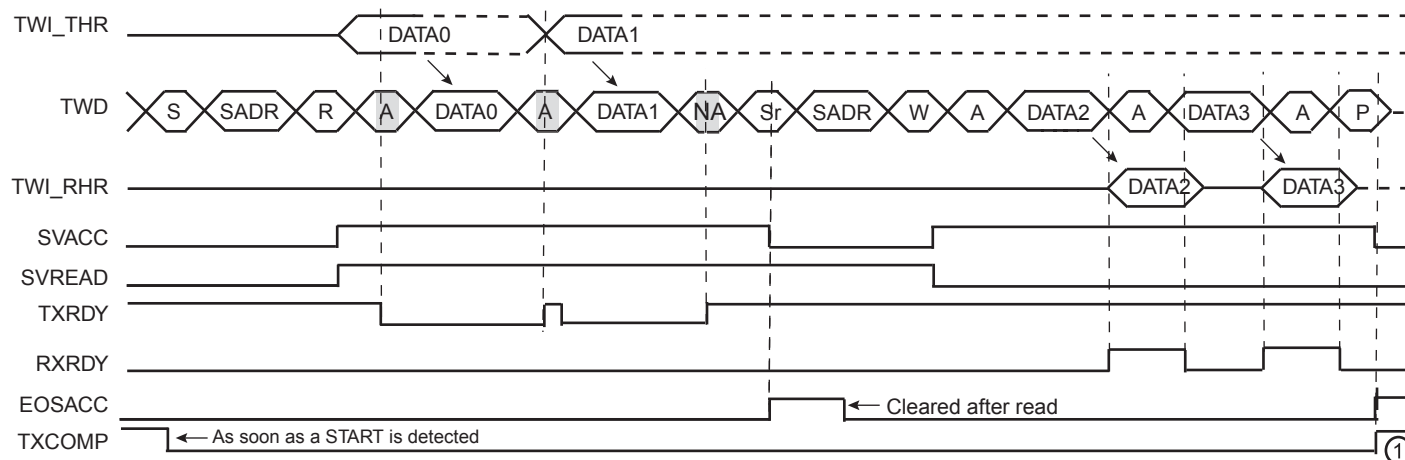 TWI_THR DATA0 DATA1
TWD S SADR R A DATA0 A DATA1 NA Sr SADR W A DATA2 A DATA3 A P
TWI_RHR DATA2 DATA3
SVACC
SVREAD
TXRDY
RXRDY
EOSACC Cleared after read
TXCOMP As soon as a START is detected 1